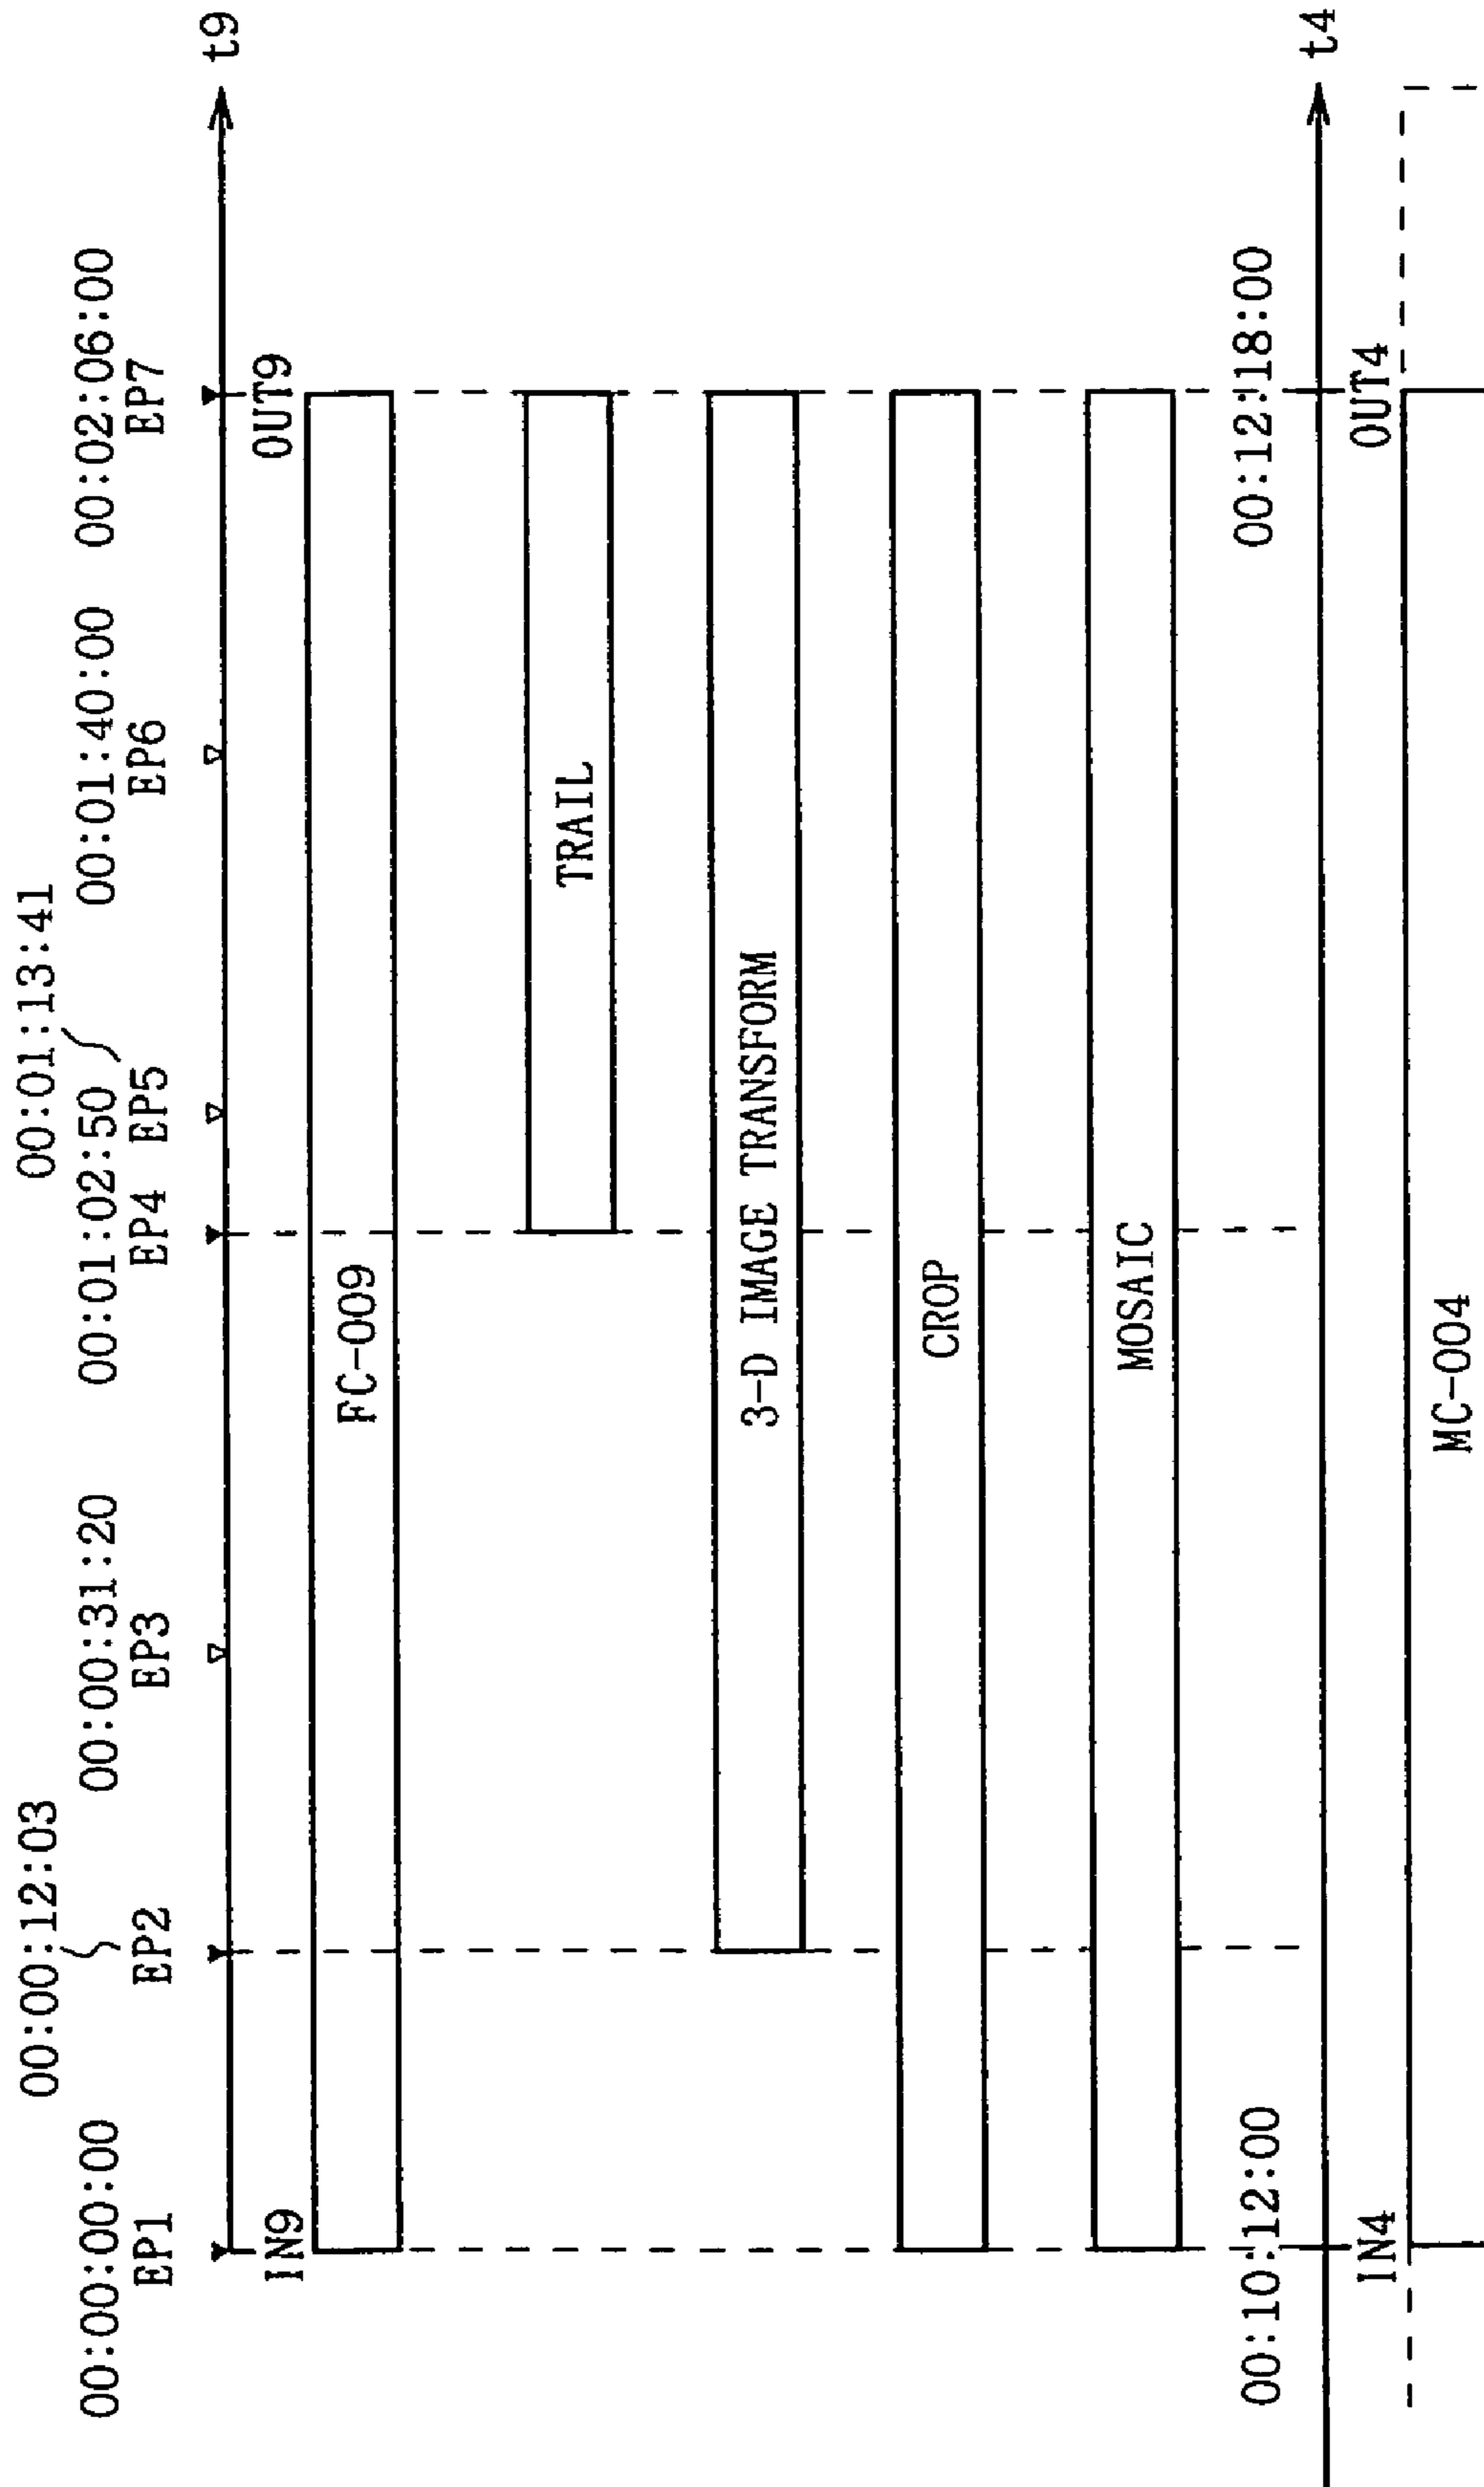 00:00:12:03 00:01:13:41
00:00:00:00 00:00:31:20 00:01:02:50 00:01:40:00 00:02:06:00
EP1 EP2 EP3 EP4 EP5 EP6 EP7
t9
IN9 OUT9
FC-009
TRAIL
3-D IMAGE TRANSFORM
CROP
MOSAIC
00:10:12:00 00:12:18:00
t4
IN4 OUT4
MC-004